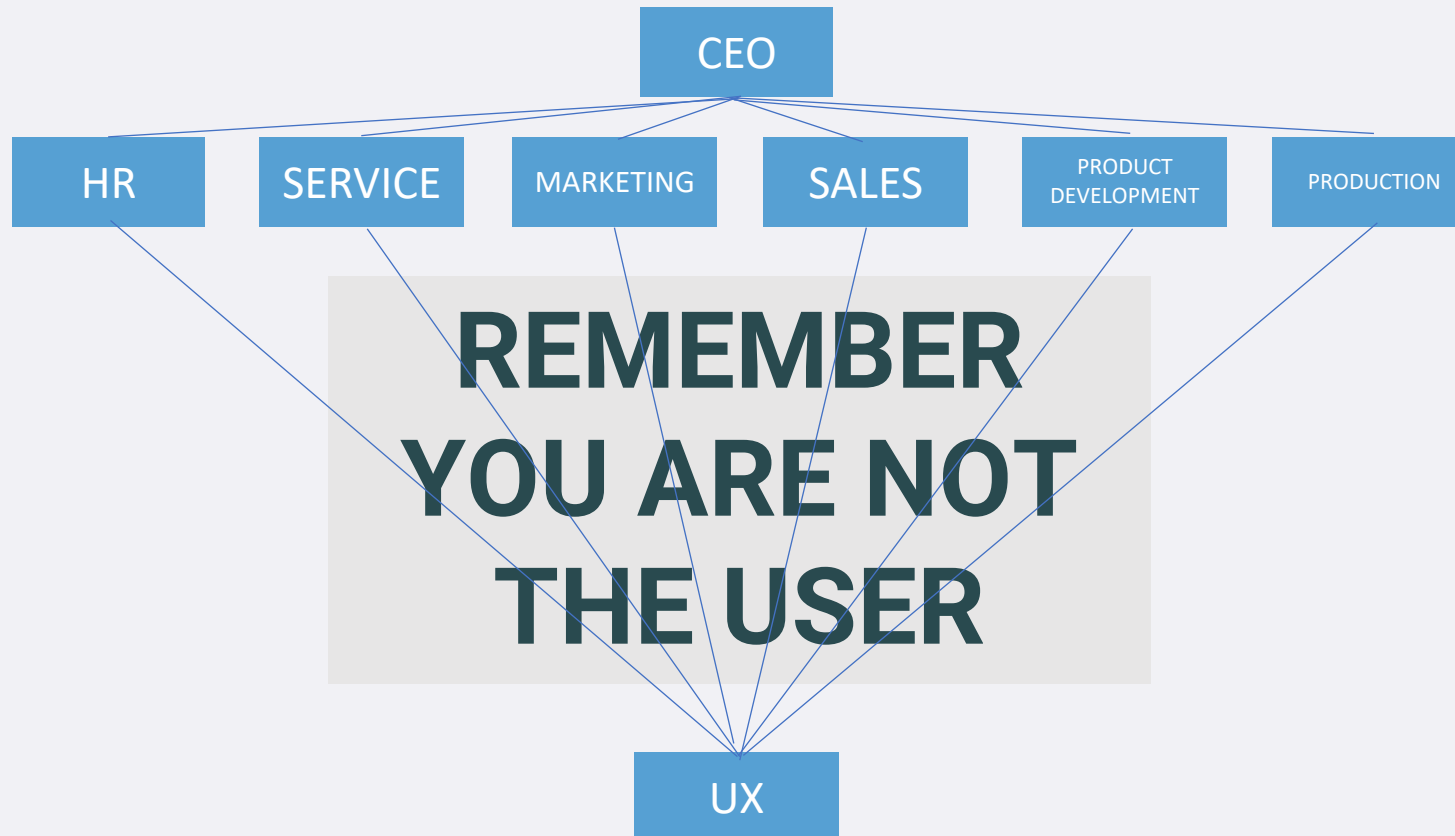 CEO
HR
SERVICE
MARKETING
SALES
PRODUCT
DEVELOPMENT
PRODUCTION
REMEMBER
YOU ARE NOT
THE USER
UX